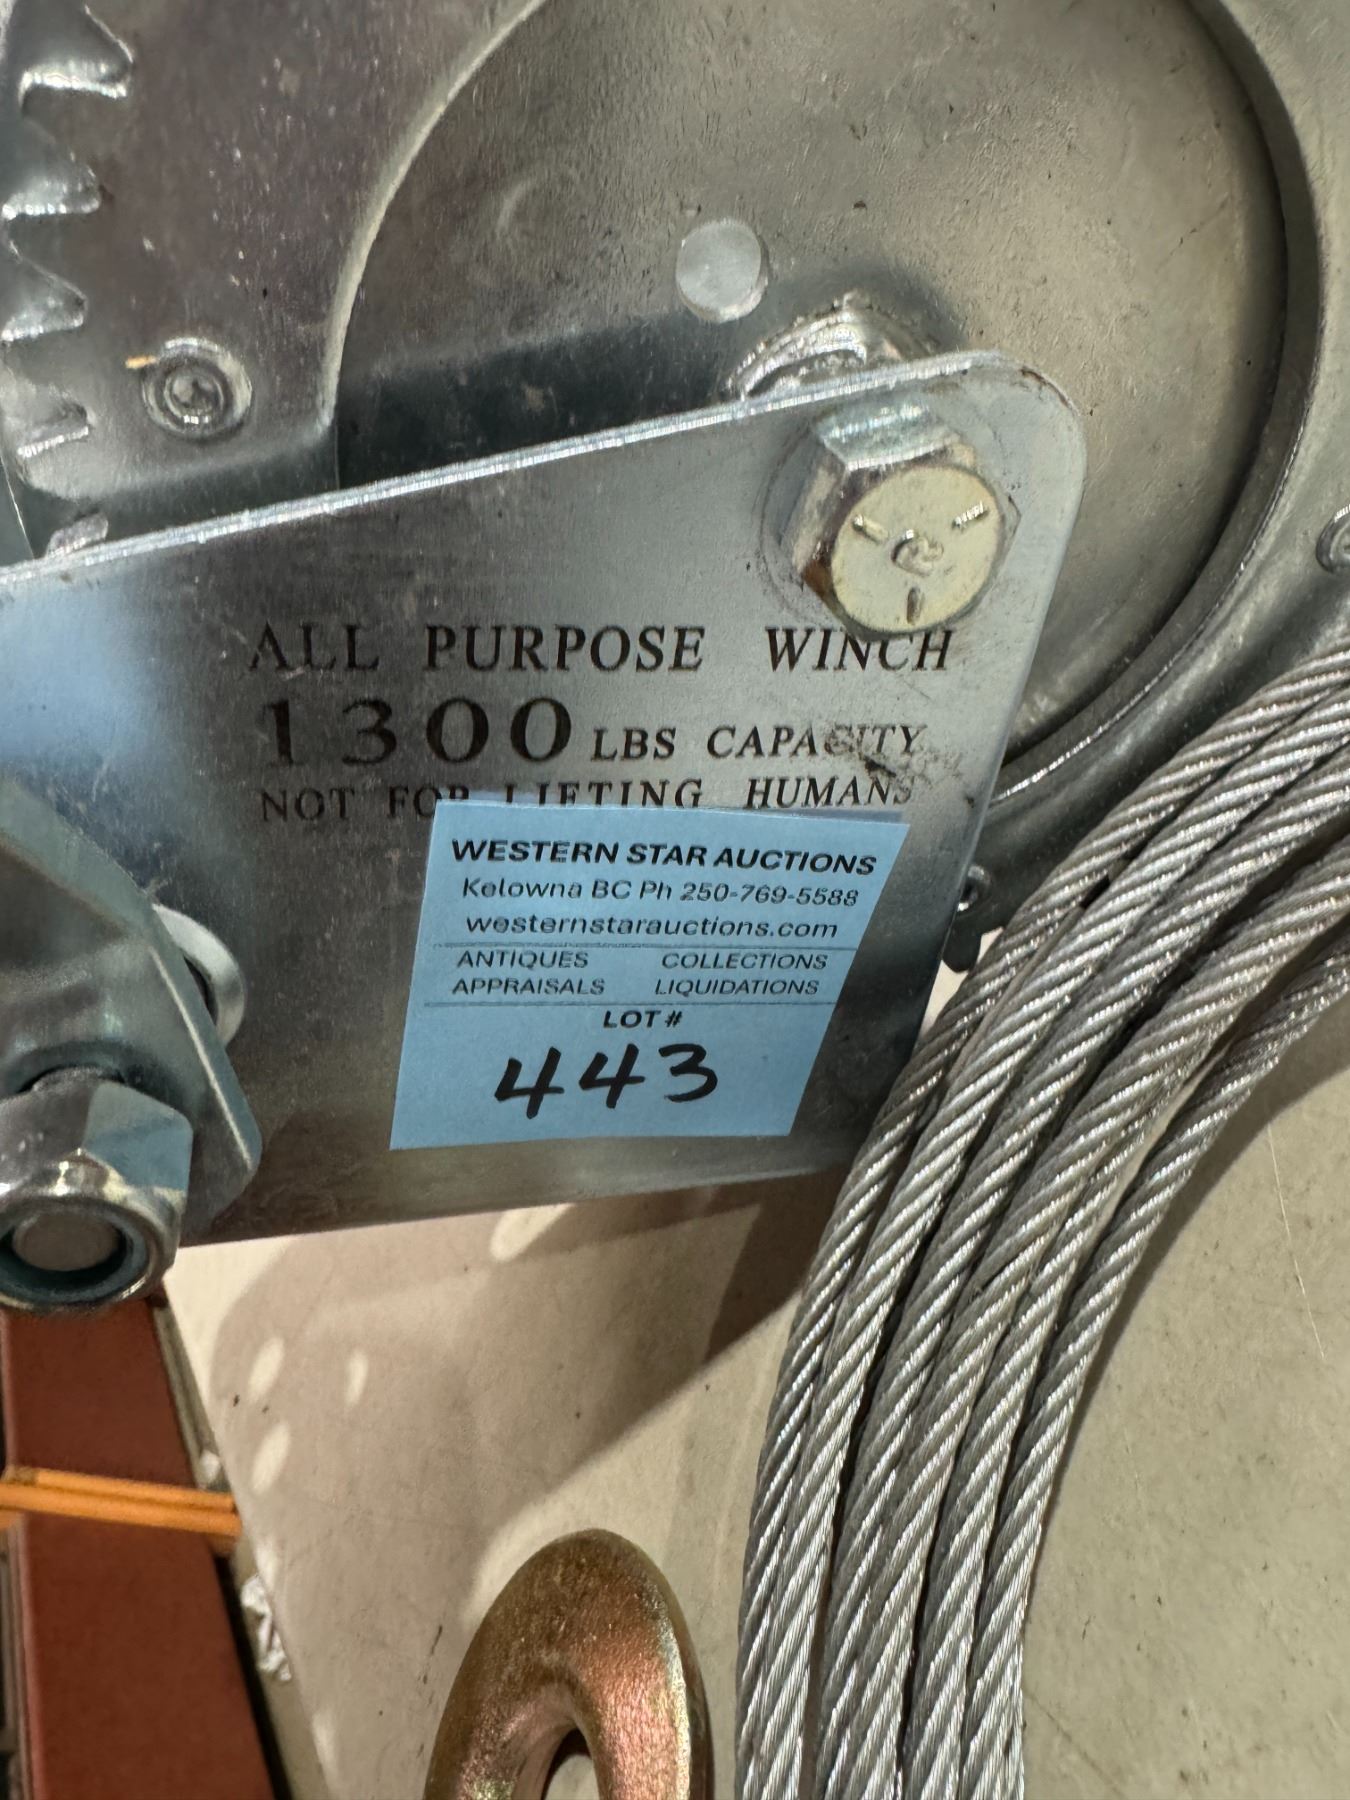 ALL PURPOSE WINCH
1300 LBS CAPACITY
NOT FOR LIFTING HUMANS
WESTERN STAR AUCTIONS
Kelowna BC Ph 250-769-5588
westernstarauctions.com
ANTIQUES COLLECTIONS
APPRAISALS LIQUIDATIONS
LOT #
443